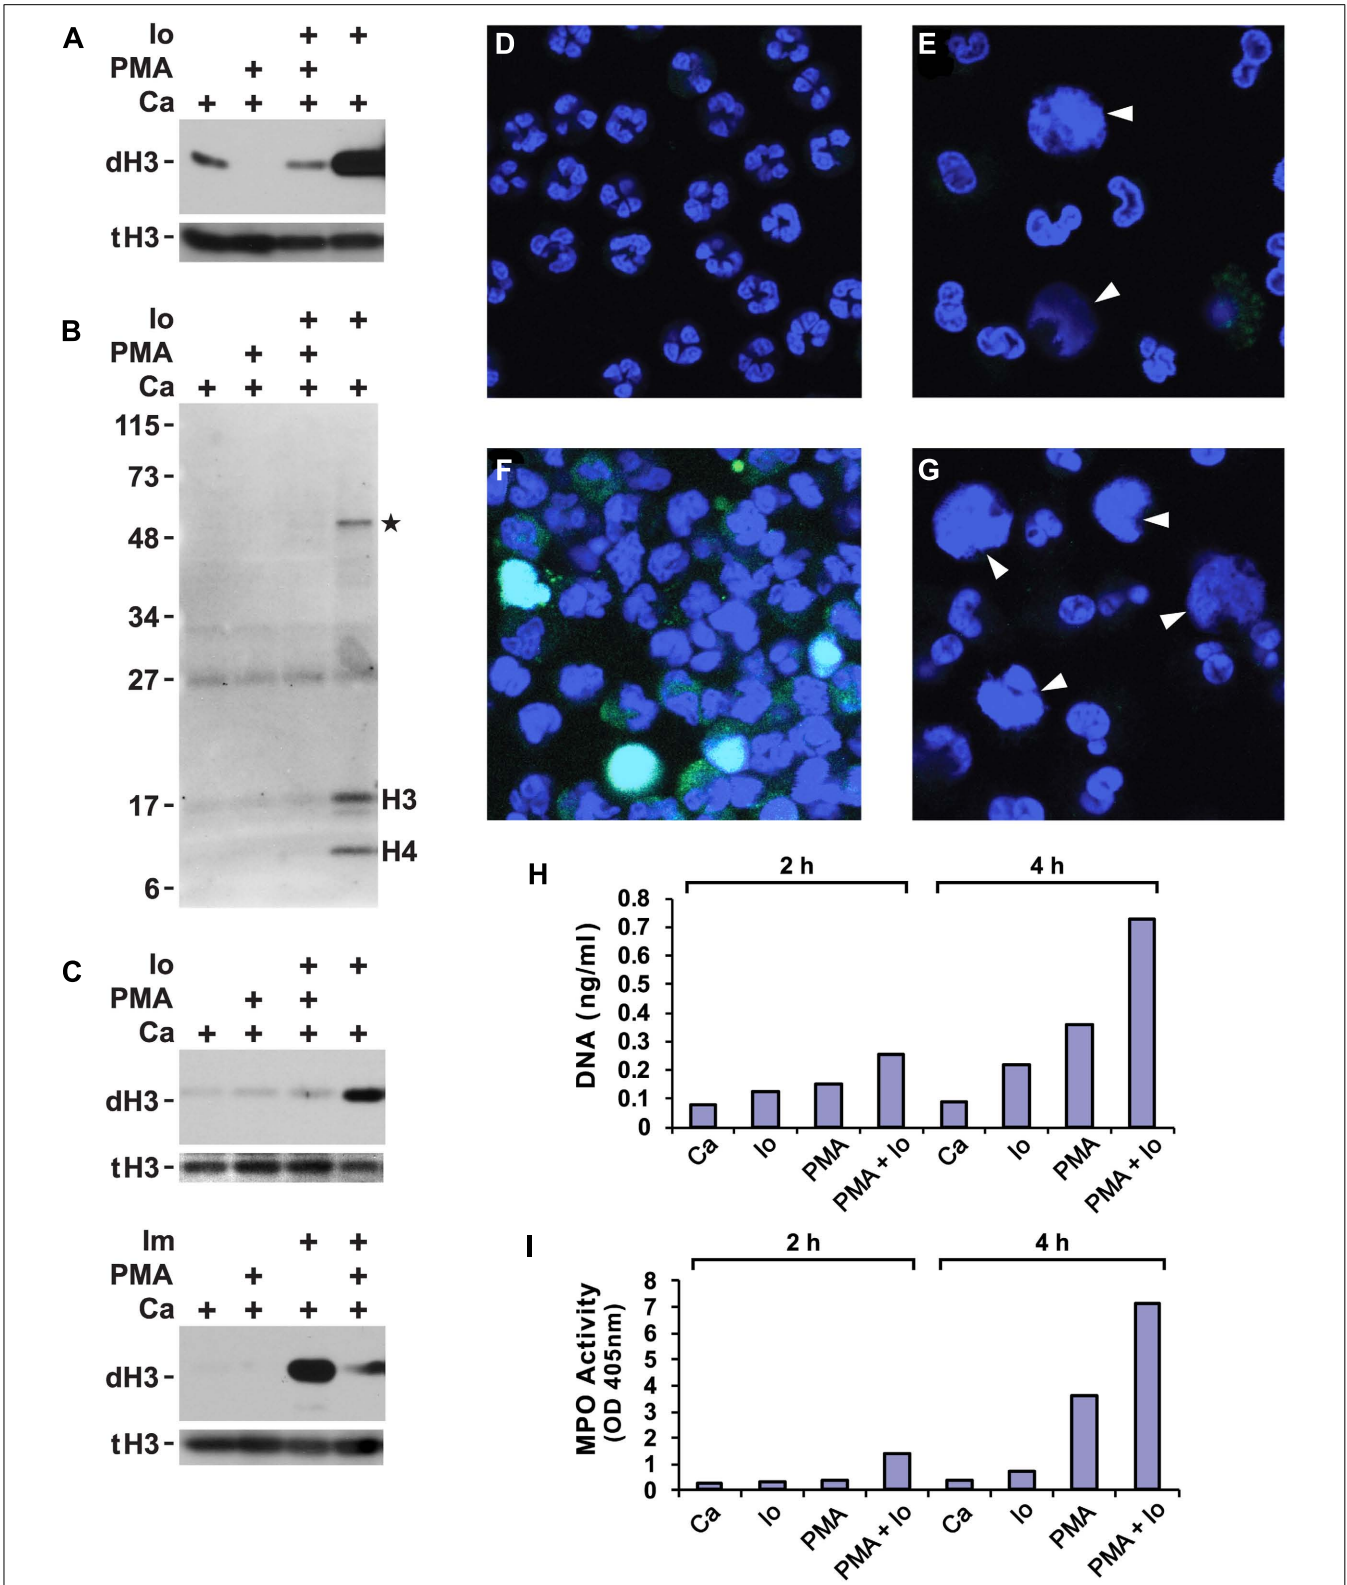 A
Io + +
PMA + +
Ca + + + +
dH3 -
tH3 -
B
Io + +
PMA + +
Ca + + + +
115 -
73 -
★
48 -
34 -
27 -
17 -
H3
H4
6 -
C
Io + +
PMA + +
Ca + + + +
dH3 -
tH3 -
Im + +
PMA + +
Ca + + + +
dH3 -
tH3 -
D
E
F
G
H
2 h 4 h
DNA (ng/ml)
0.8
0.7
0.6
0.5
0.4
0.3
0.2
0.1
0
Ca Io PMA PMA + Io Ca Io PMA PMA + Io
I
2 h 4 h
MPO Activity
(OD 405nm)
8
7
6
5
4
3
2
1
0
Ca Io PMA PMA + Io Ca Io PMA PMA + Io